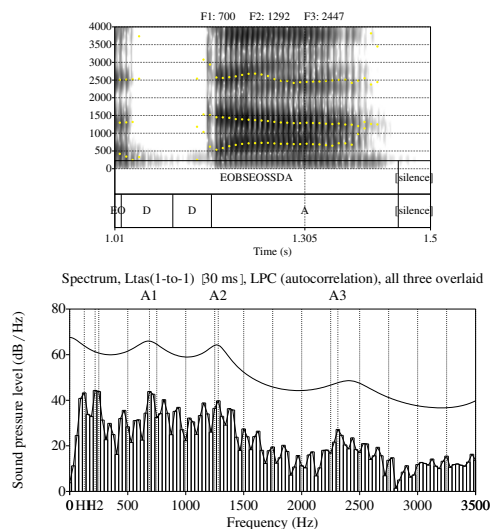 F1: 700 F2: 1292 F3: 2447
4000
3500
3000
2500
2000
1500
1000
500
0
EOBSEOSSDA
[silence]
EO D D A [silence]
1.01 1.305 1.5
Time (s)
Spectrum, Ltas(1-to-1) [30 ms], LPC (autocorrelation), all three overlaid
A1 A2 A3
Sound pressure level (dB / Hz)
80
60
40
20
0
0 H1H2 500 1000 1500 2000 2500 3000 3500
Frequency (Hz)